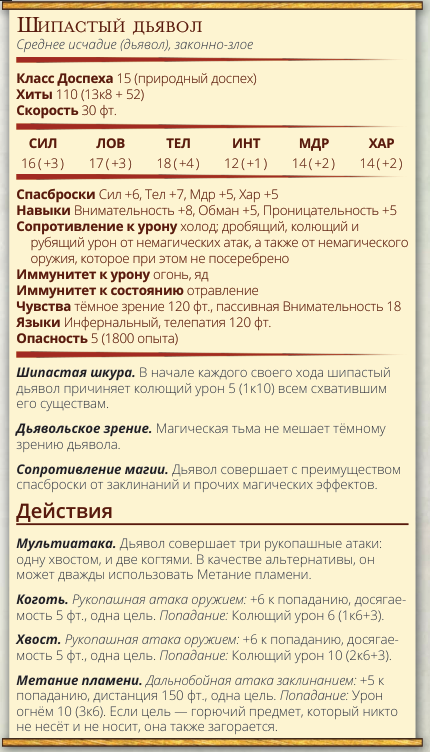 Шипастый дьявол
Среднее исчадие (дьявол), законно-злое
Класс Доспеха 15 (природный доспех)
Хиты 110 (13к8 + 52)
Скорость 30 фт.
СИЛ ЛОВ ТЕЛ ИНТ МДР ХАР
16 (+3) 17 (+3) 18 (+4) 12 (+1) 14 (+2) 14 (+2)
Спасброски Сил +6, Тел +7, Мдр +5, Хар +5
Навыки Внимательность +8, Обман +5, Проницательность +5
Сопротивление к урону холод; дробящий, колющий и
рубящий урон от немагических атак, а также от немагического
оружия, которое при этом не посеребрено
Иммунитет к урону огонь, яд
Иммунитет к состоянию отравление
Чувства тёмное зрение 120 фт., пассивная Внимательность 18
Языки Инфернальный, телепатия 120 фт.
Опасность 5 (1800 опыта)
Шипастая шкура. В начале каждого своего хода шипастый
дьявол причиняет колющий урон 5 (1к10) всем схватившим
его существам.
Дьявольское зрение. Магическая тьма не мешает тёмному
зрению дьявола.
Сопротивление магии. Дьявол совершает с преимуществом
спасброски от заклинаний и прочих магических эффектов.
Действия
Мультиатака. Дьявол совершает три рукопашные атаки:
одну хвостом, и две когтями. В качестве альтернативы, он
может дважды использовать Метание пламени.
Коготь. Рукопашная атака оружием: +6 к попаданию, досягае-
мость 5 фт., одна цель. Попадание: Колющий урон 6 (1к6+3).
Хвост. Рукопашная атака оружием: +6 к попаданию, досягае-
мость 5 фт., одна цель. Попадание: Колющий урон 10 (2к6+3).
Метание пламени. Дальнобойная атака заклинанием: +5 к
попаданию, дистанция 150 фт., одна цель. Попадание: Урон
огнём 10 (3к6). Если цель — горючий предмет, который никто
не несёт и не носит, она также загорается.